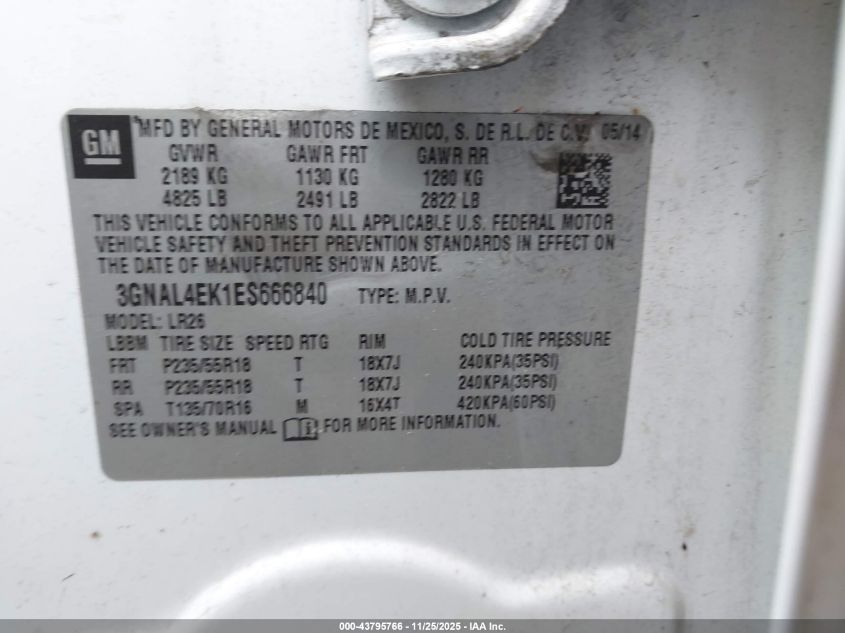 GM
MFD BY GENERAL MOTORS DE MEXICO, S. DE R.L. DE C.V. 05/14
GVWR GAWR FRT GAWR RR
2189 KG 1130 KG 1280 KG
4825 LB 2491 LB 2822 LB
THIS VEHICLE CONFORMS TO ALL APPLICABLE U.S. FEDERAL MOTOR
VEHICLE SAFETY AND THEFT PREVENTION STANDARDS IN EFFECT ON
THE DATE OF MANUFACTURE SHOWN ABOVE.
3GNAL4EK1ES666840 TYPE: M.P.V.
MODEL: LR26
LBBM TIRE SIZE SPEED RTG RIM COLD TIRE PRESSURE
FRT P235/55R18 T 18X7J 240KPA(35PSI)
RR P235/55R18 T 18X7J 240KPA(35PSI)
SPA T135/70R16 M 16X4T 420KPA(60PSI)
SEE OWNER'S MANUAL FOR MORE INFORMATION.
000-43795766 - 11/25/2025 - IAA Inc.